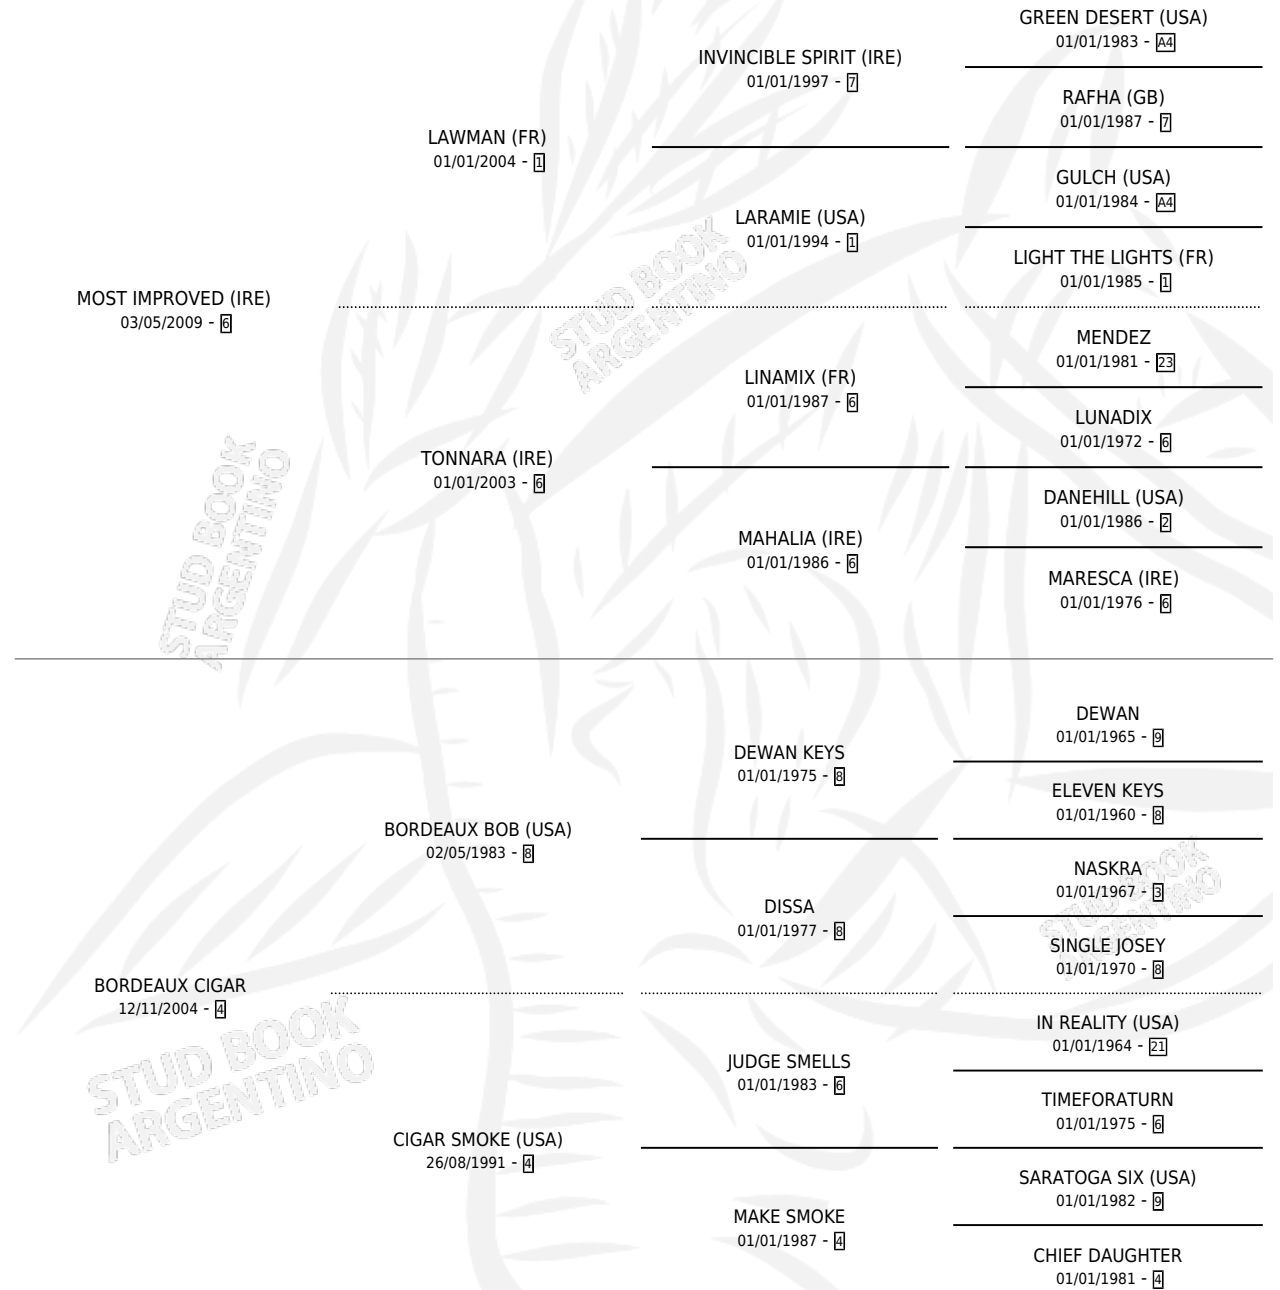 GREEN DESERT (USA)
01/01/1983 - A4
INVINCIBLE SPIRIT (IRE)
01/01/1997 - 7
RAFHA (GB)
01/01/1987 - 7
LAWMAN (FR)
01/01/2004 - 1
GULCH (USA)
01/01/1984 - A4
LARAMIE (USA)
01/01/1994 - 1
LIGHT THE LIGHTS (FR)
01/01/1985 - 1
MOST IMPROVED (IRE)
03/05/2009 - 6
MENDEZ
01/01/1981 - 23
LINAMIX (FR)
01/01/1987 - 6
LUNADIX
01/01/1972 - 6
TONNARA (IRE)
01/01/2003 - 6
DANEHILL (USA)
01/01/1986 - 2
MAHALIA (IRE)
01/01/1986 - 6
MARESCA (IRE)
01/01/1976 - 6
DEWAN
01/01/1965 - 9
DEWAN KEYS
01/01/1975 - 8
ELEVEN KEYS
01/01/1960 - 8
BORDEAUX BOB (USA)
02/05/1983 - 8
NASKRA
01/01/1967 - 3
DISSA
01/01/1977 - 8
SINGLE JOSEY
01/01/1970 - 8
BORDEAUX CIGAR
12/11/2004 - 4
IN REALITY (USA)
01/01/1964 - 21
JUDGE SMELLS
01/01/1983 - 6
TIMEFORATURN
01/01/1975 - 6
CIGAR SMOKE (USA)
26/08/1991 - 4
SARATOGA SIX (USA)
01/01/1982 - 9
MAKE SMOKE
01/01/1987 - 4
CHIEF DAUGHTER
01/01/1981 - 4
STUD BOOK
ARGENTINO
STUD BOOK
ARGENTINO
STUD BOOK
ARGENTINO
STUD BOOK
ARGENTINO